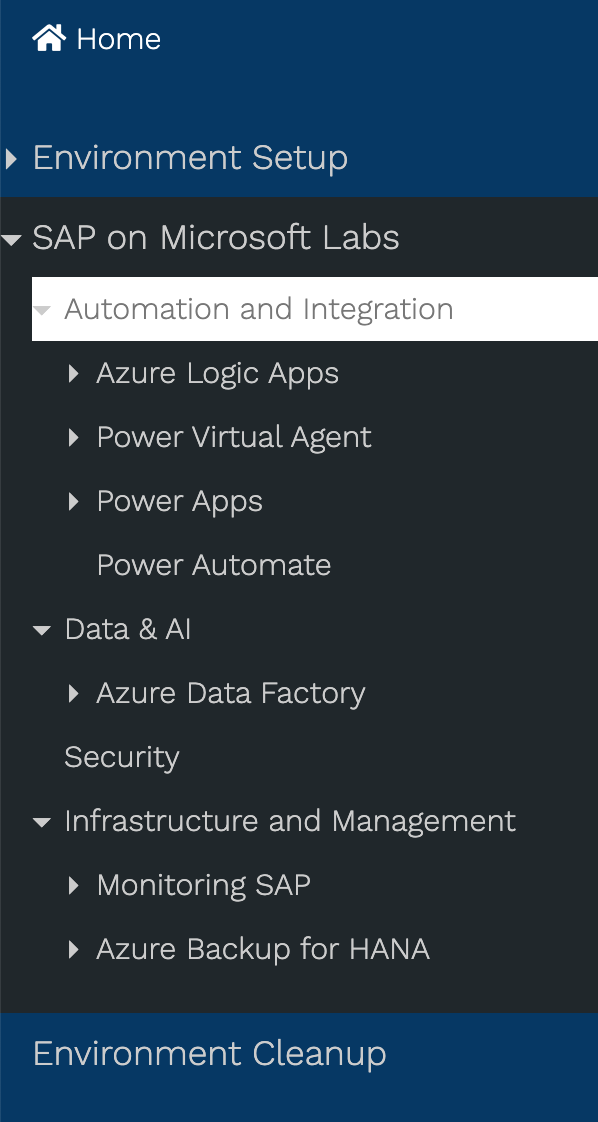 Home
Environment Setup
SAP on Microsoft Labs
Automation and Integration
Azure Logic Apps
Power Virtual Agent
Power Apps
Power Automate
Data & AI
Azure Data Factory
Security
Infrastructure and Management
Monitoring SAP
Azure Backup for HANA
Environment Cleanup